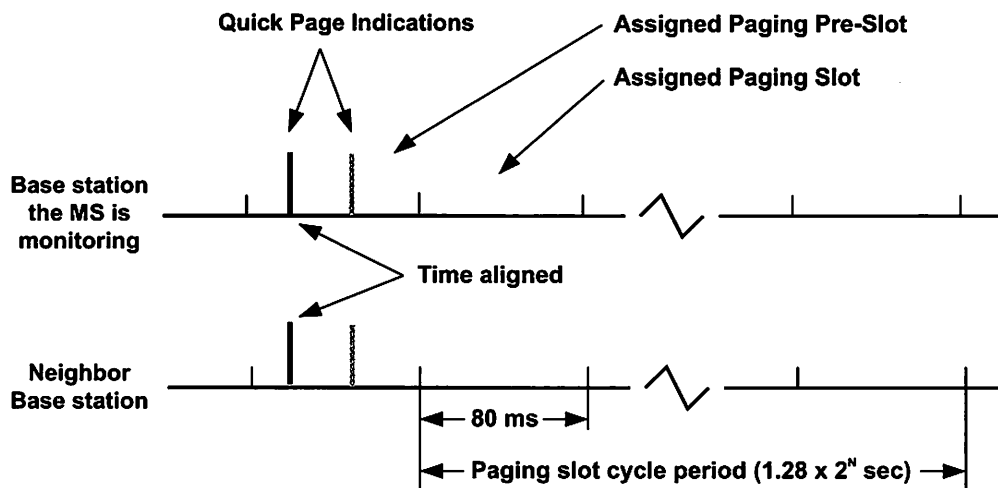 Quick Page Indications
Assigned Paging Pre-Slot
Assigned Paging Slot
Base station
the MS is
monitoring
Time aligned
Neighbor
Base station
80 ms
Paging slot cycle period (1.28 x 2ᴺ sec)